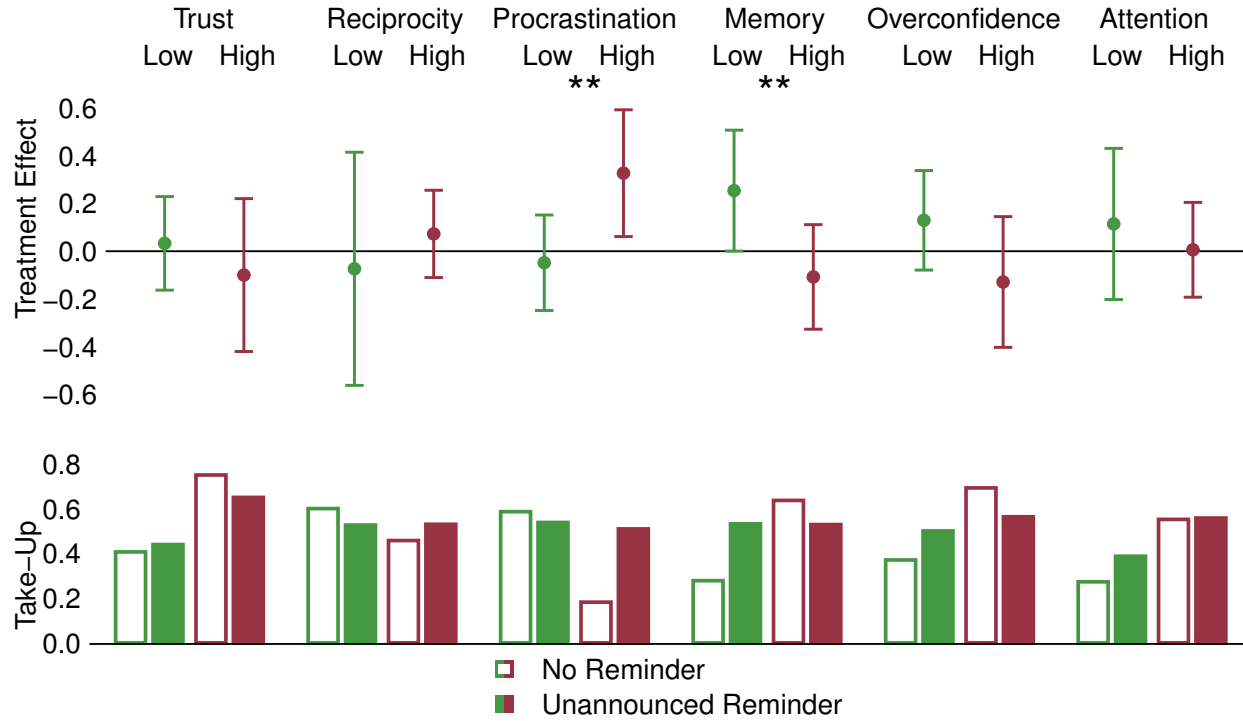 Trust Reciprocity Procrastination Memory Overconfidence Attention
Low High Low High Low High Low High Low High Low High
** **
Treatment Effect
0.6
0.4
0.2
0.0
−0.2
−0.4
−0.6
Take−Up
0.8
0.6
0.4
0.2
0.0
No Reminder
Unannounced Reminder